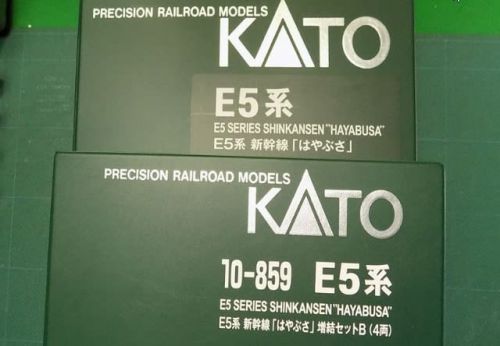 PRECISION RAILROAD MODELS
KATO
E5系
E5 SERIES SHINKANSEN "HAYABUSA"
E5系 新幹線「はやぶさ」
PRECISION RAILROAD MODELS
KATO
10-859 E5系
E5 SERIES SHINKANSEN "HAYABUSA"
E5系 新幹線「はやぶさ」増結セットB(4両)